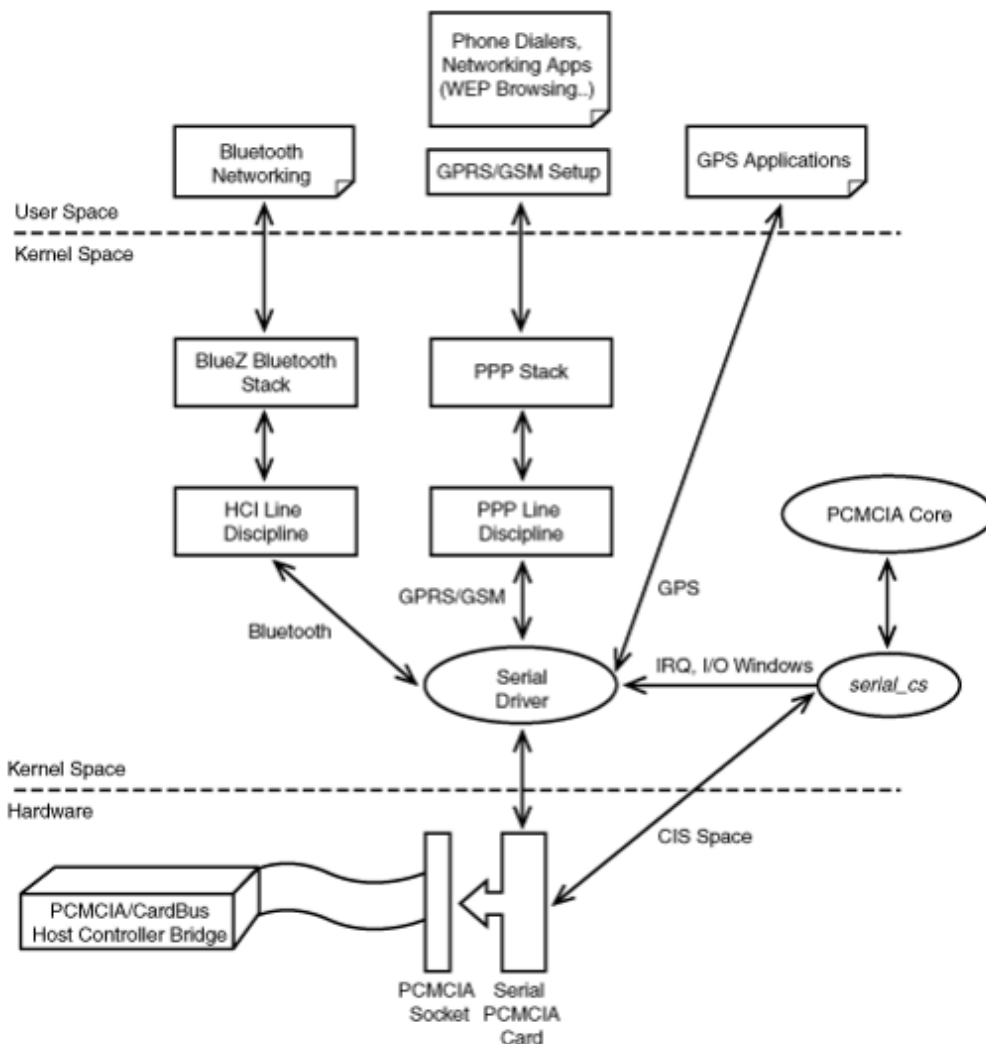 Phone Dialers,
Networking Apps
(WEP Browsing..)
Bluetooth
Networking
GPRS/GSM Setup
GPS Applications
User Space
Kernel Space
BlueZ Bluetooth
Stack
PPP Stack
HCI Line
Discipline
PPP Line
Discipline
PCMCIA Core
GPRS/GSM
GPS
Bluetooth
IRQ, I/O Windows
Serial
Driver
serial_cs
Kernel Space
Hardware
CIS Space
PCMCIA/CardBus
Host Controller Bridge
PCMCIA
Socket
Serial
PCMCIA
Card